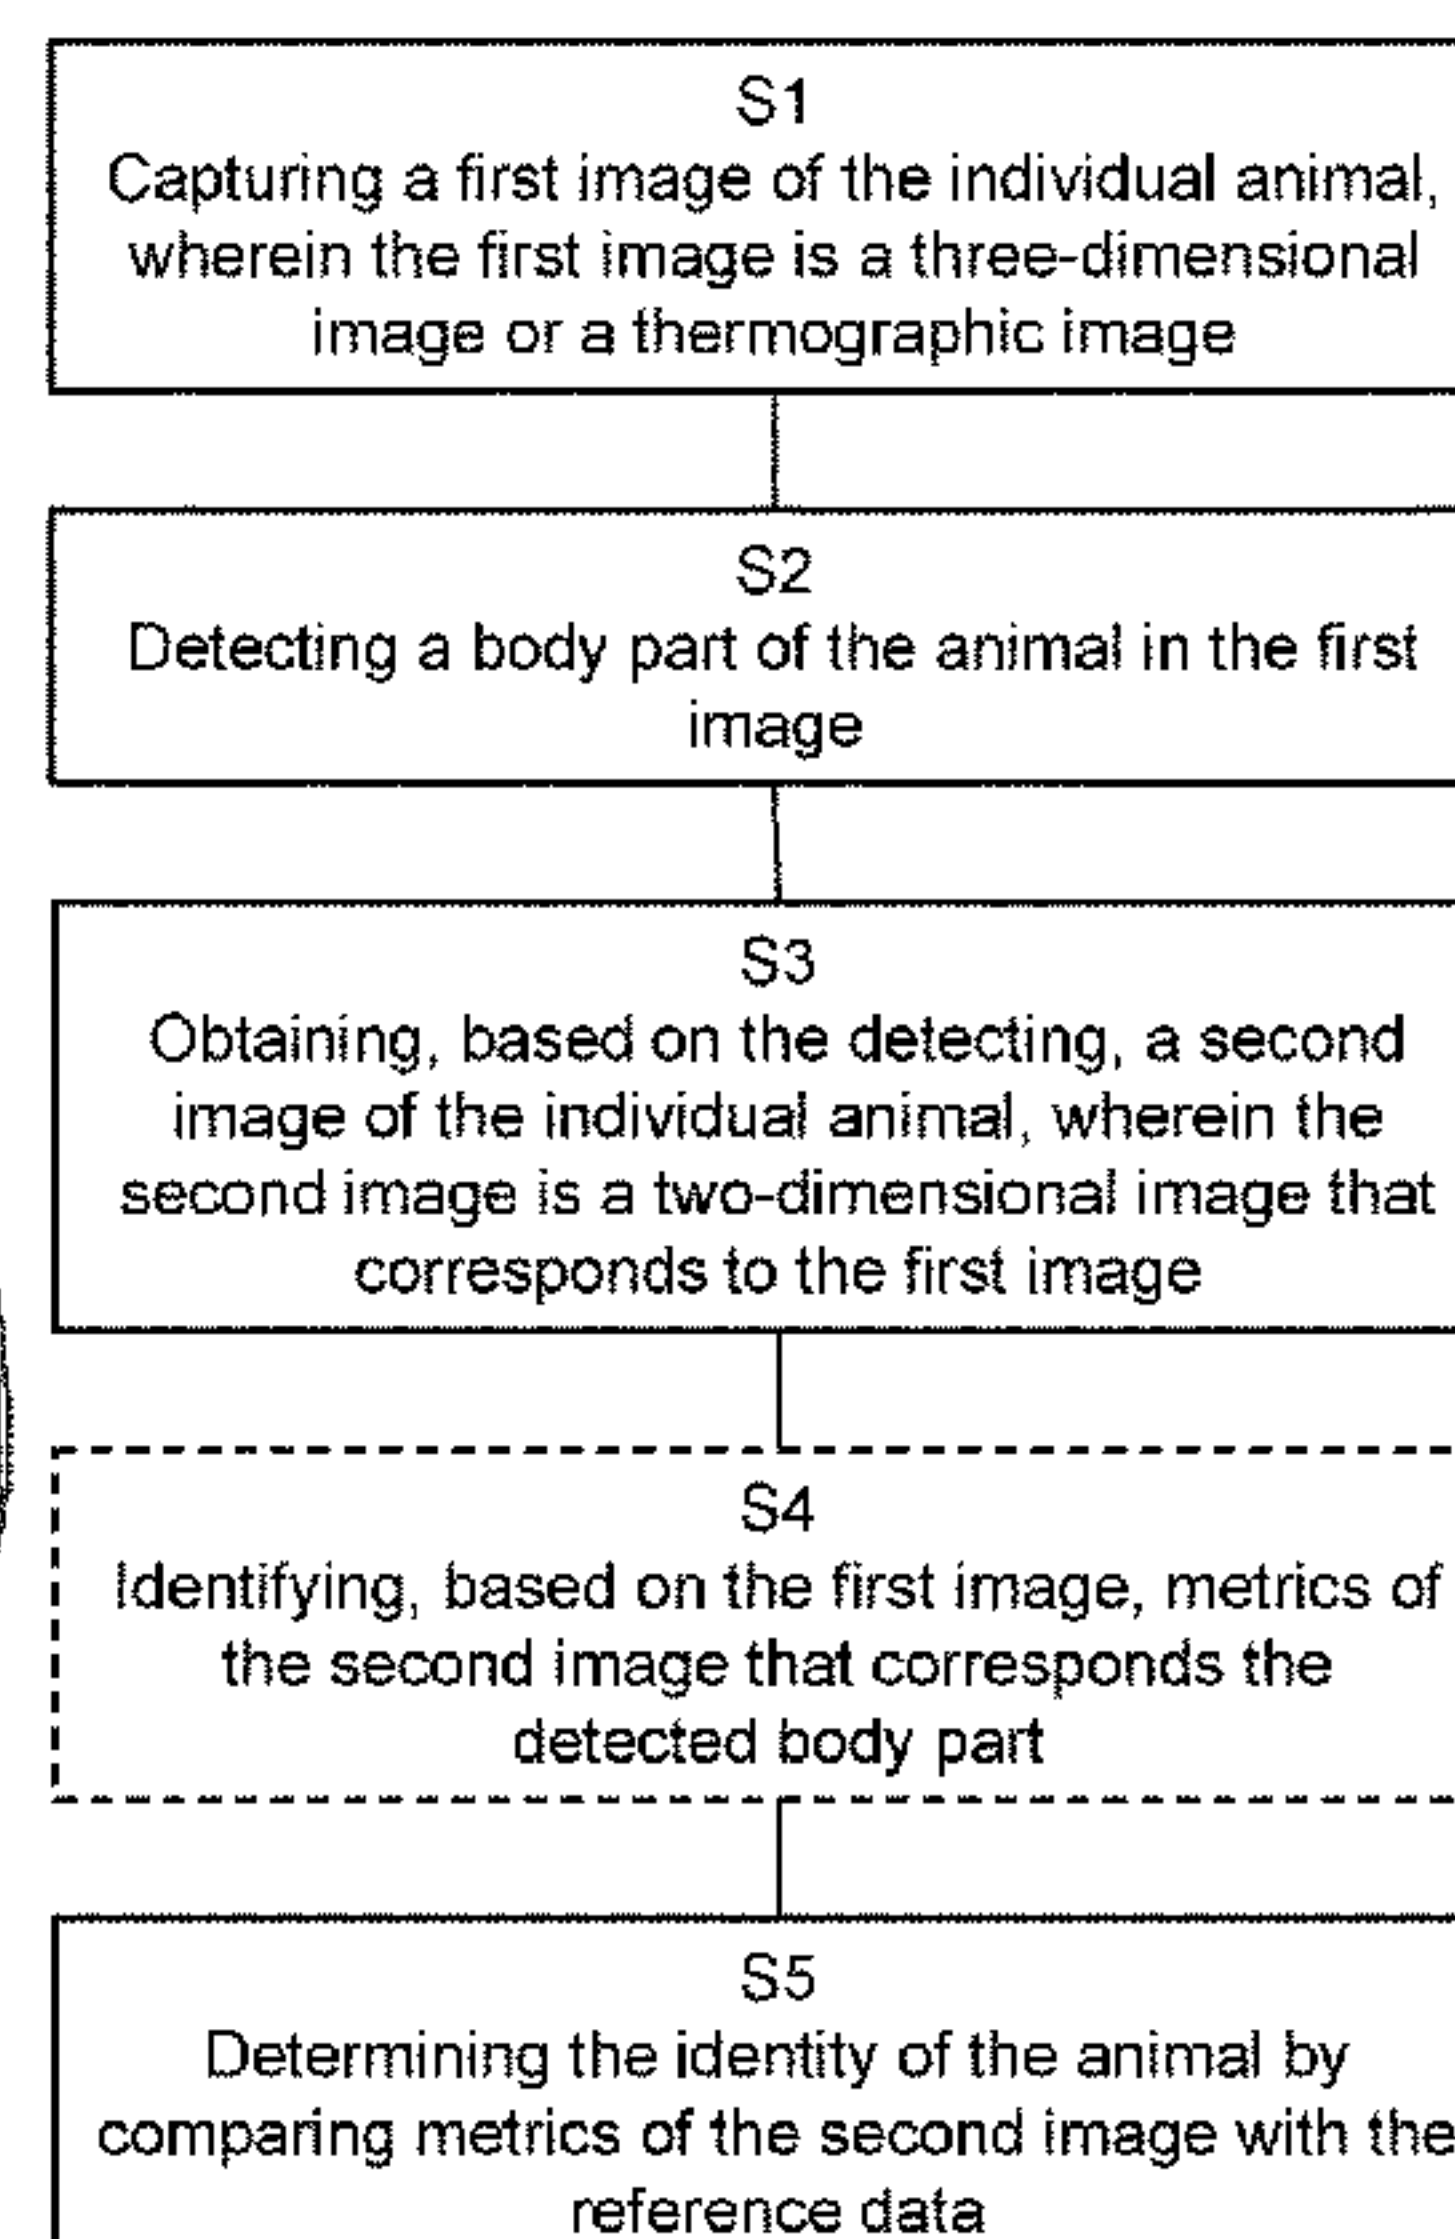 S1
Capturing a first image of the individual animal,
wherein the first image is a three-dimensional
image or a thermographic image
S2
Detecting a body part of the animal in the first
image
S3
Obtaining, based on the detecting, a second
image of the individual animal, wherein the
second image is a two-dimensional image that
corresponds to the first image
S4
Identifying, based on the first image, metrics of
the second image that corresponds the
detected body part
S5
Determining the identity of the animal by
comparing metrics of the second image with the
reference data